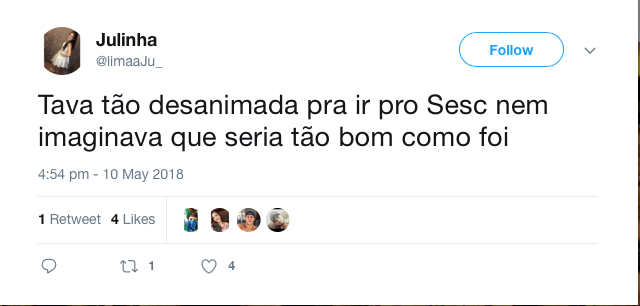 Julinha
@limaaJu_
Follow
Tava tão desanimada pra ir pro Sesc nem
imaginava que seria tão bom como foi
4:54 pm - 10 May 2018
1 Retweet 4 Likes
1 4